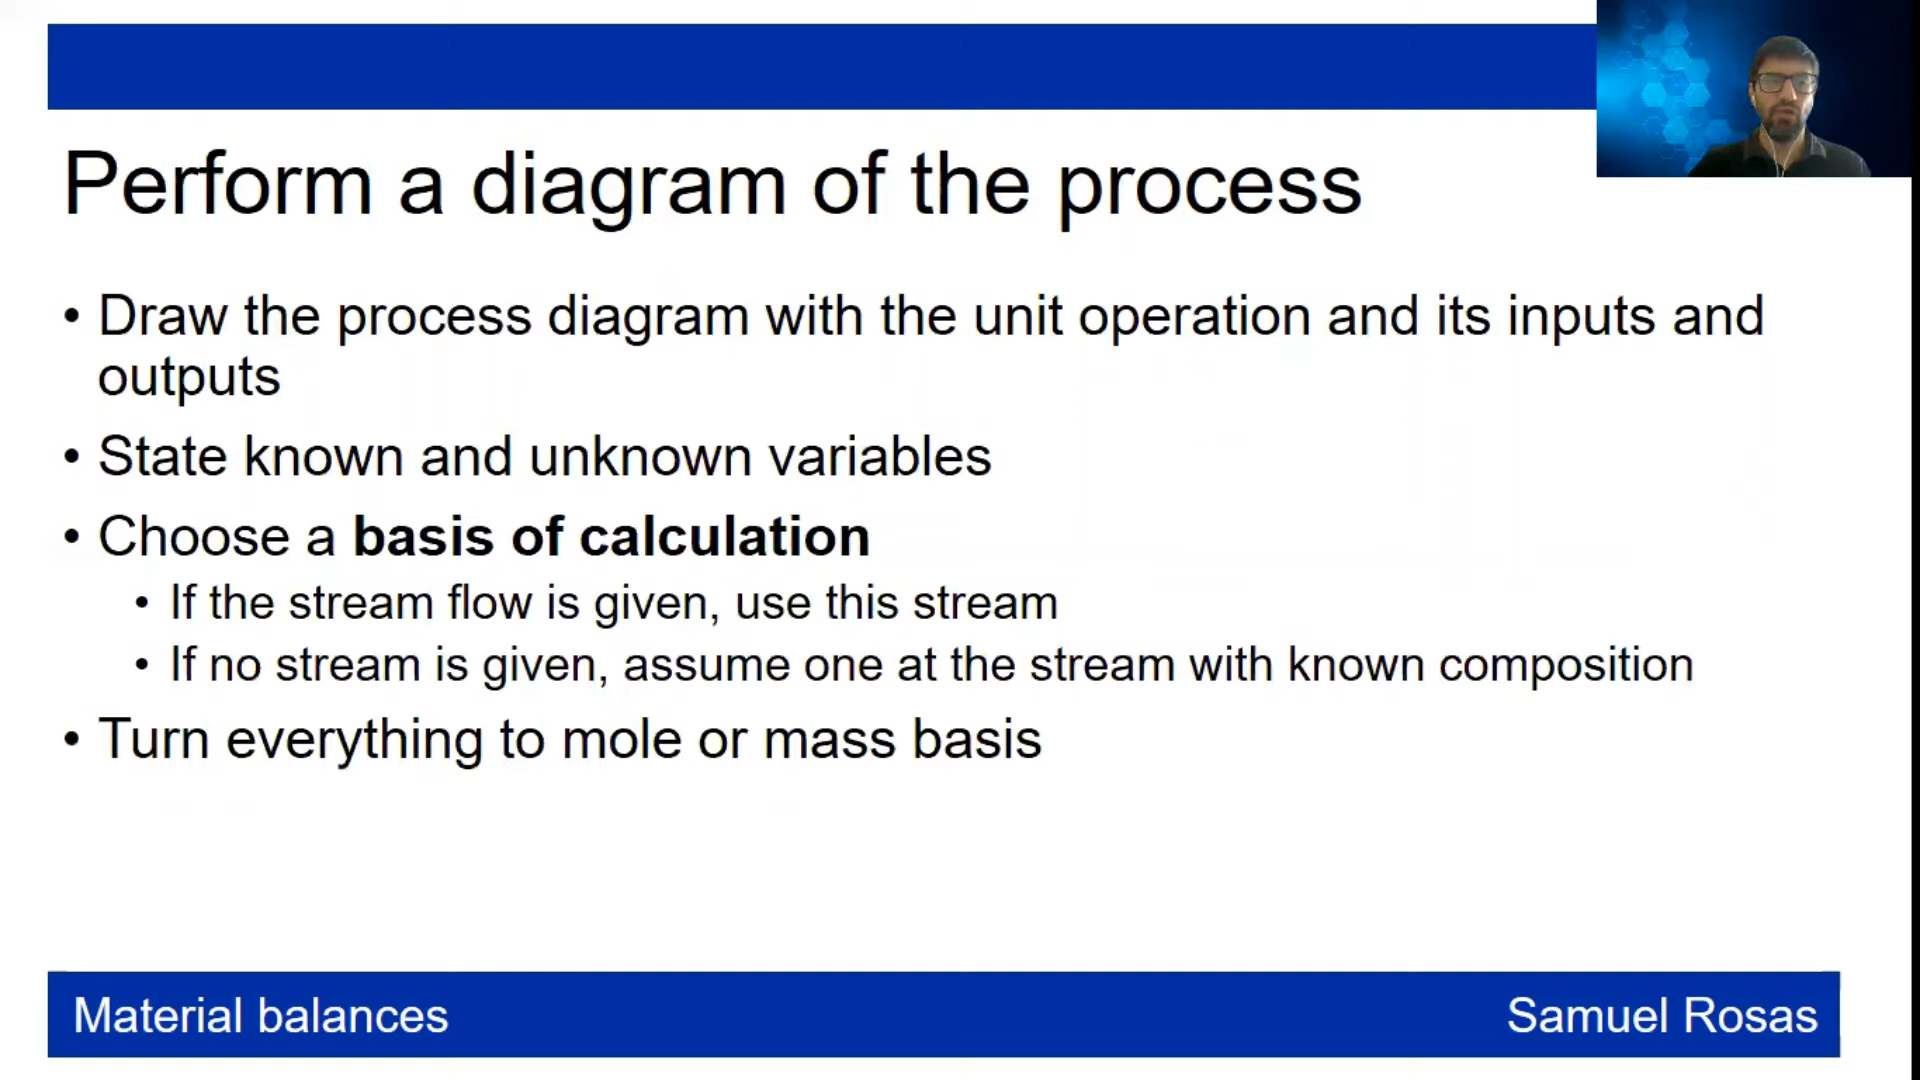 Perform a diagram of the process
• Draw the process diagram with the unit operation and its inputs and
outputs
• State known and unknown variables
• Choose a basis of calculation
• If the stream flow is given, use this stream
• If no stream is given, assume one at the stream with known composition
• Turn everything to mole or mass basis
Material balances
Samuel Rosas